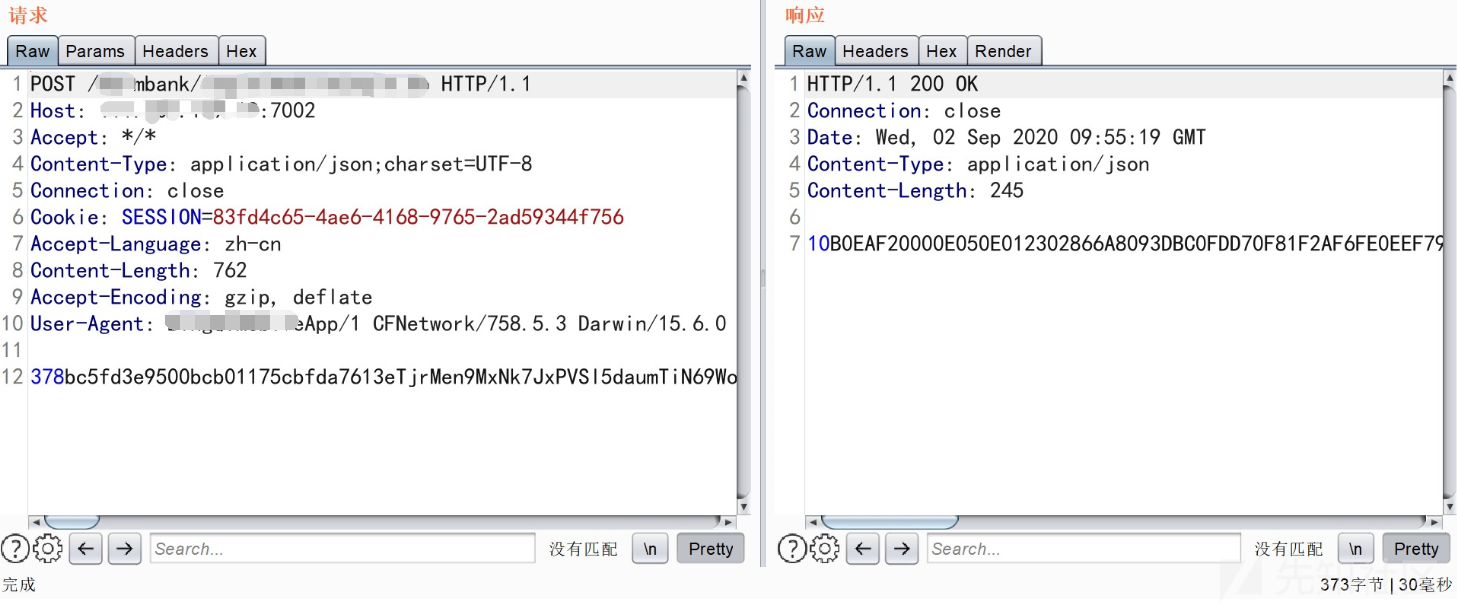 请求
Raw Params Headers Hex
1 POST / mbank/ HTTP/1.1
2 Host: :7002
3 Accept: */*
4 Content-Type: application/json;charset=UTF-8
5 Connection: close
6 Cookie: SESSION=83fd4c65-4ae6-4168-9765-2ad59344f756
7 Accept-Language: zh-cn
8 Content-Length: 762
9 Accept-Encoding: gzip, deflate
10 User-Agent: eApp/1 CFNetwork/758.5.3 Darwin/15.6.0
11
12 378bc5fd3e9500bcb01175cbfda7613eTjrMen9MxNk7JxPVSl5daumTiN69Wo
Search... 没有匹配 \n Pretty
完成
响应
Raw Headers Hex Render
1 HTTP/1.1 200 OK
2 Connection: close
3 Date: Wed, 02 Sep 2020 09:55:19 GMT
4 Content-Type: application/json
5 Content-Length: 245
6
7 10B0EAF20000E050E012302866A8093DBC0FDD70F81F2AF6FE0EEF79
Search... 没有匹配 \n Pretty
373字节 | 30毫秒